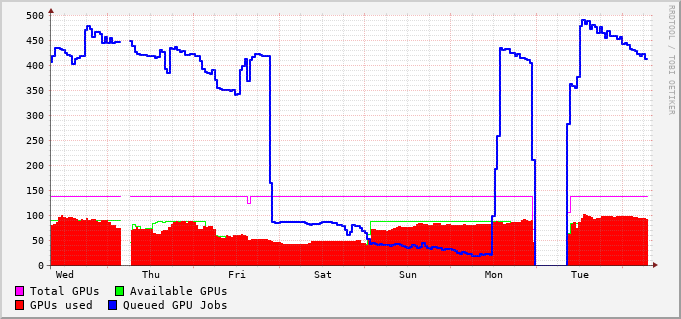 500
450
400
350
300
250
200
150
100
50
0
Wed Thu Fri Sat Sun Mon Tue
Total GPUs Available GPUs
GPUs used Queued GPU Jobs
RRDTOOL / TOBI OETIKER